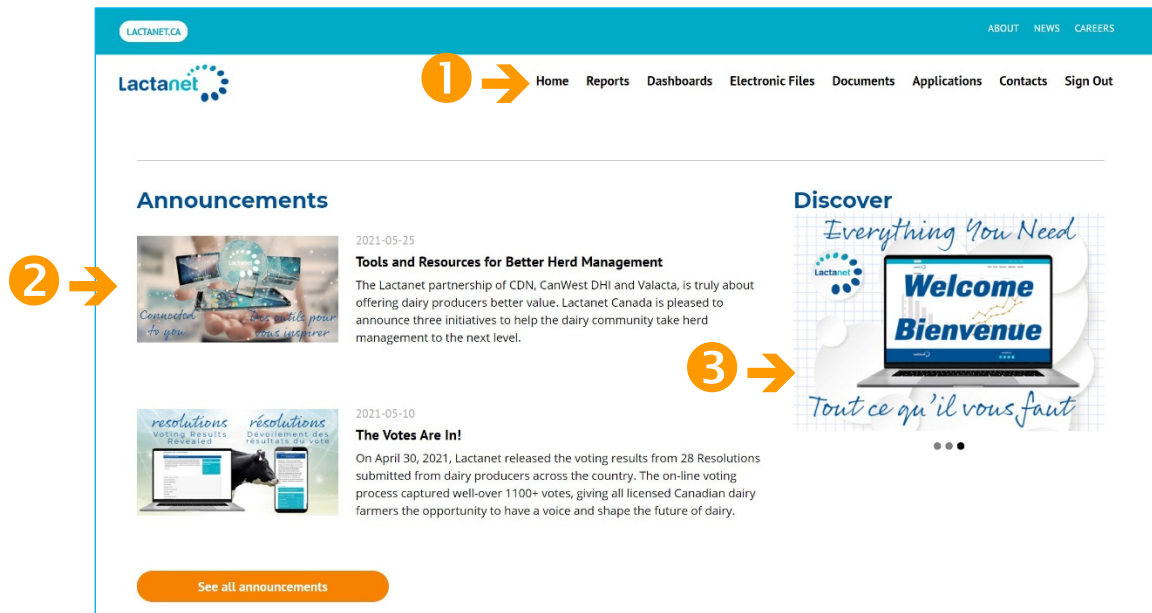 LACTANET.CA
ABOUT NEWS CAREERS
Lactanet
1
Home Reports Dashboards Electronic Files Documents Applications Contacts Sign Out
Announcements
2
Connected
to you
Des outils pour
vous inspirer
2021-05-25
Tools and Resources for Better Herd Management
The Lactanet partnership of CDN, CanWest DHI and Valacta, is truly about
offering dairy producers better value. Lactanet Canada is pleased to
announce three initiatives to help the dairy community take herd
management to the next level.
resolutions
Voting Results
Revealed
résolutions
Dévoilement des
résultats du vote
2021-05-10
The Votes Are In!
On April 30, 2021, Lactanet released the voting results from 28 Resolutions
submitted from dairy producers across the country. The on-line voting
process captured well-over 1100+ votes, giving all licensed Canadian dairy
farmers the opportunity to have a voice and shape the future of dairy.
See all announcements
Discover
3
Everything You Need
Lactanet
Welcome
Bienvenue
Tout ce qu'il vous faut